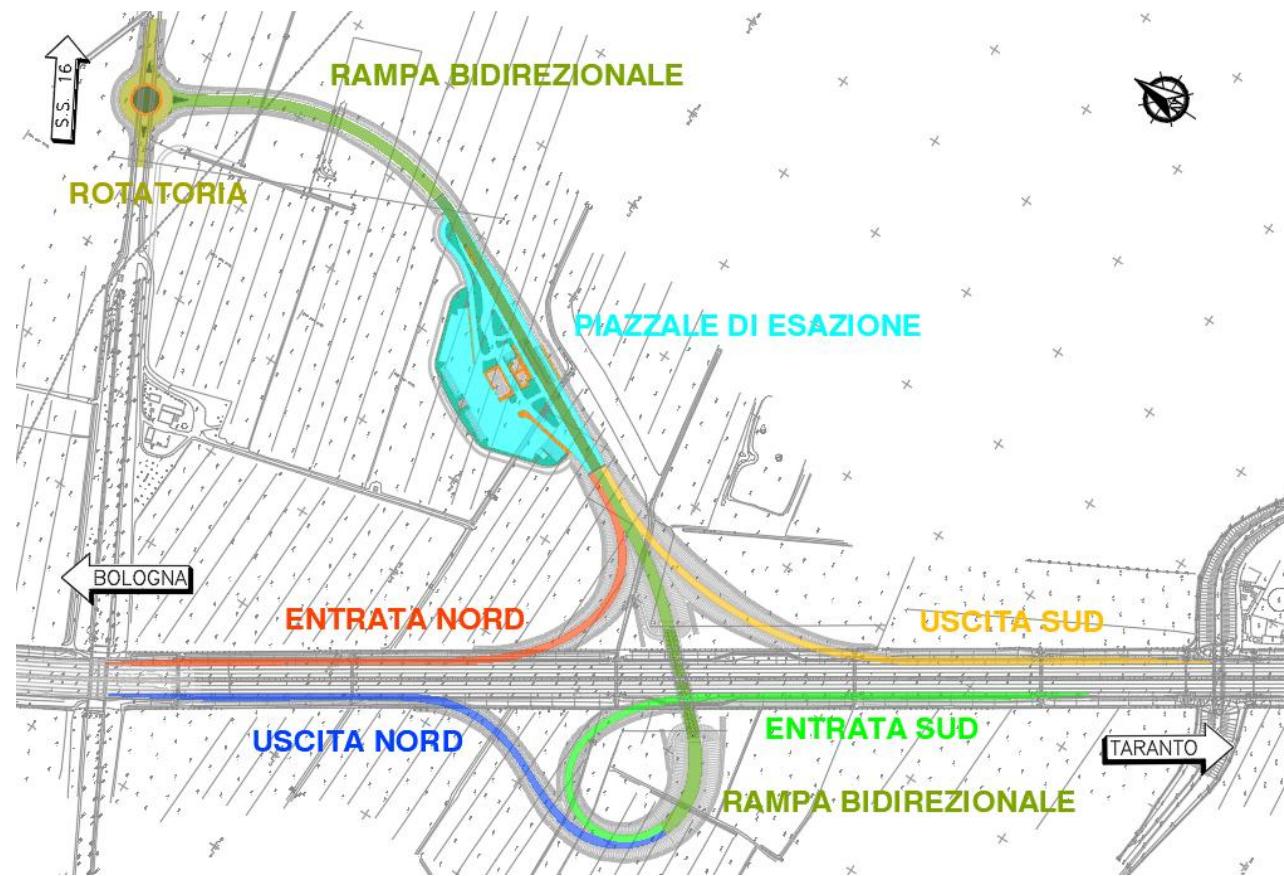 S.S. 16
RAMPA BIDIREZIONALE
ROTATORIA
PIAZZALE DI ESAZIONE
BOLOGNA
ENTRATA NORD
USCITA SUD
USCITA NORD
ENTRATA SUD
TARANTO
RAMPA BIDIREZIONALE